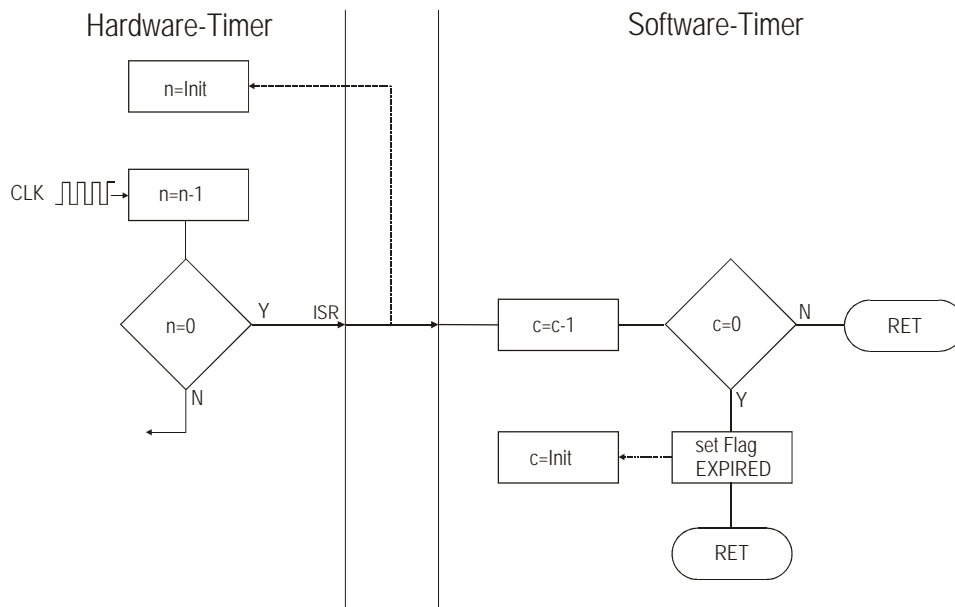 Hardware-Timer
Software-Timer
n=Init
CLK
n=n-1
n=0
Y
ISR
N
c=c-1
c=0
N
RET
Y
c=Init
set Flag
EXPIRED
RET